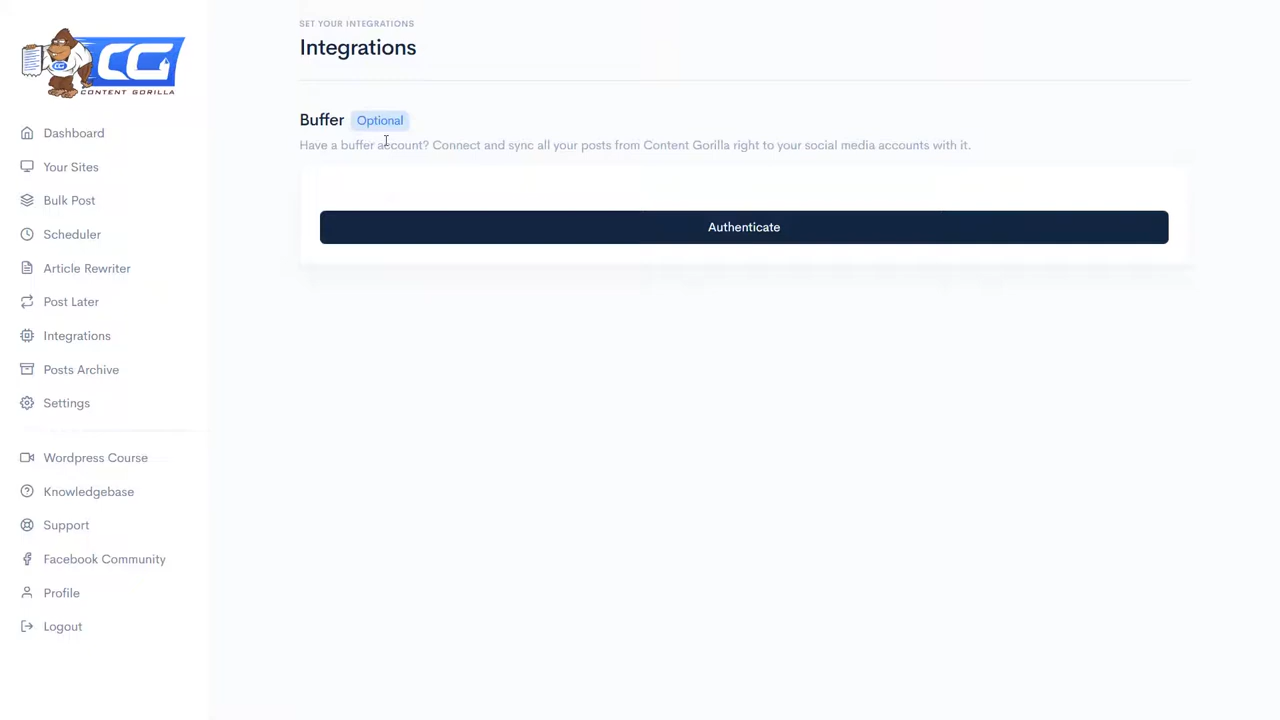 CG
CONTENT GORILLA
Dashboard
Your Sites
Bulk Post
Scheduler
Article Rewriter
Post Later
Integrations
Posts Archive
Settings
Wordpress Course
Knowledgebase
Support
Facebook Community
Profile
Logout
SET YOUR INTEGRATIONS
Integrations
Buffer Optional
Have a buffer account? Connect and sync all your posts from Content Gorilla right to your social media accounts with it.
Authenticate